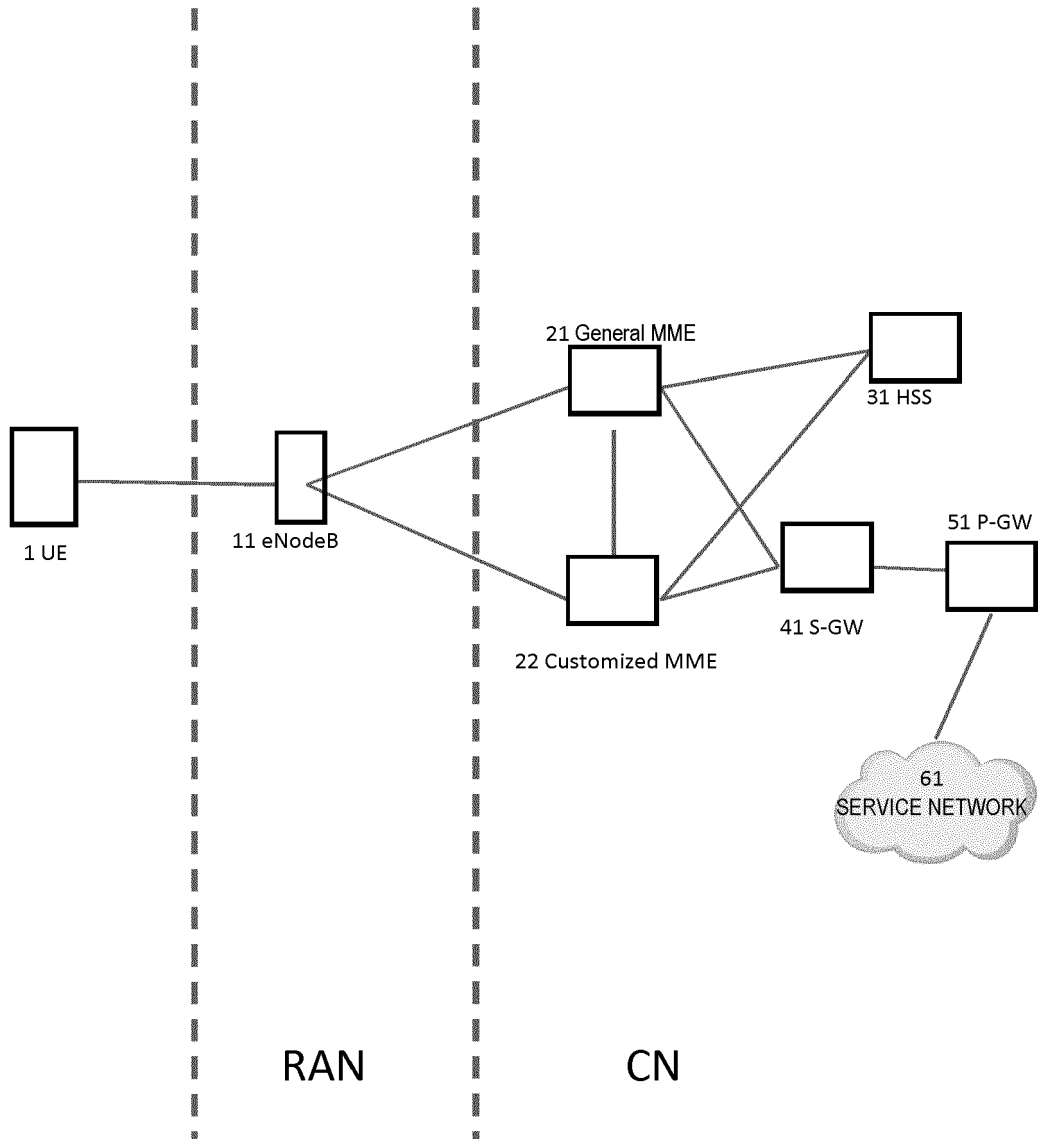 21 General MME
31 HSS
1 UE
11 eNodeB
51 P-GW
41 S-GW
22 Customized MME
61
SERVICE NETWORK
RAN
CN